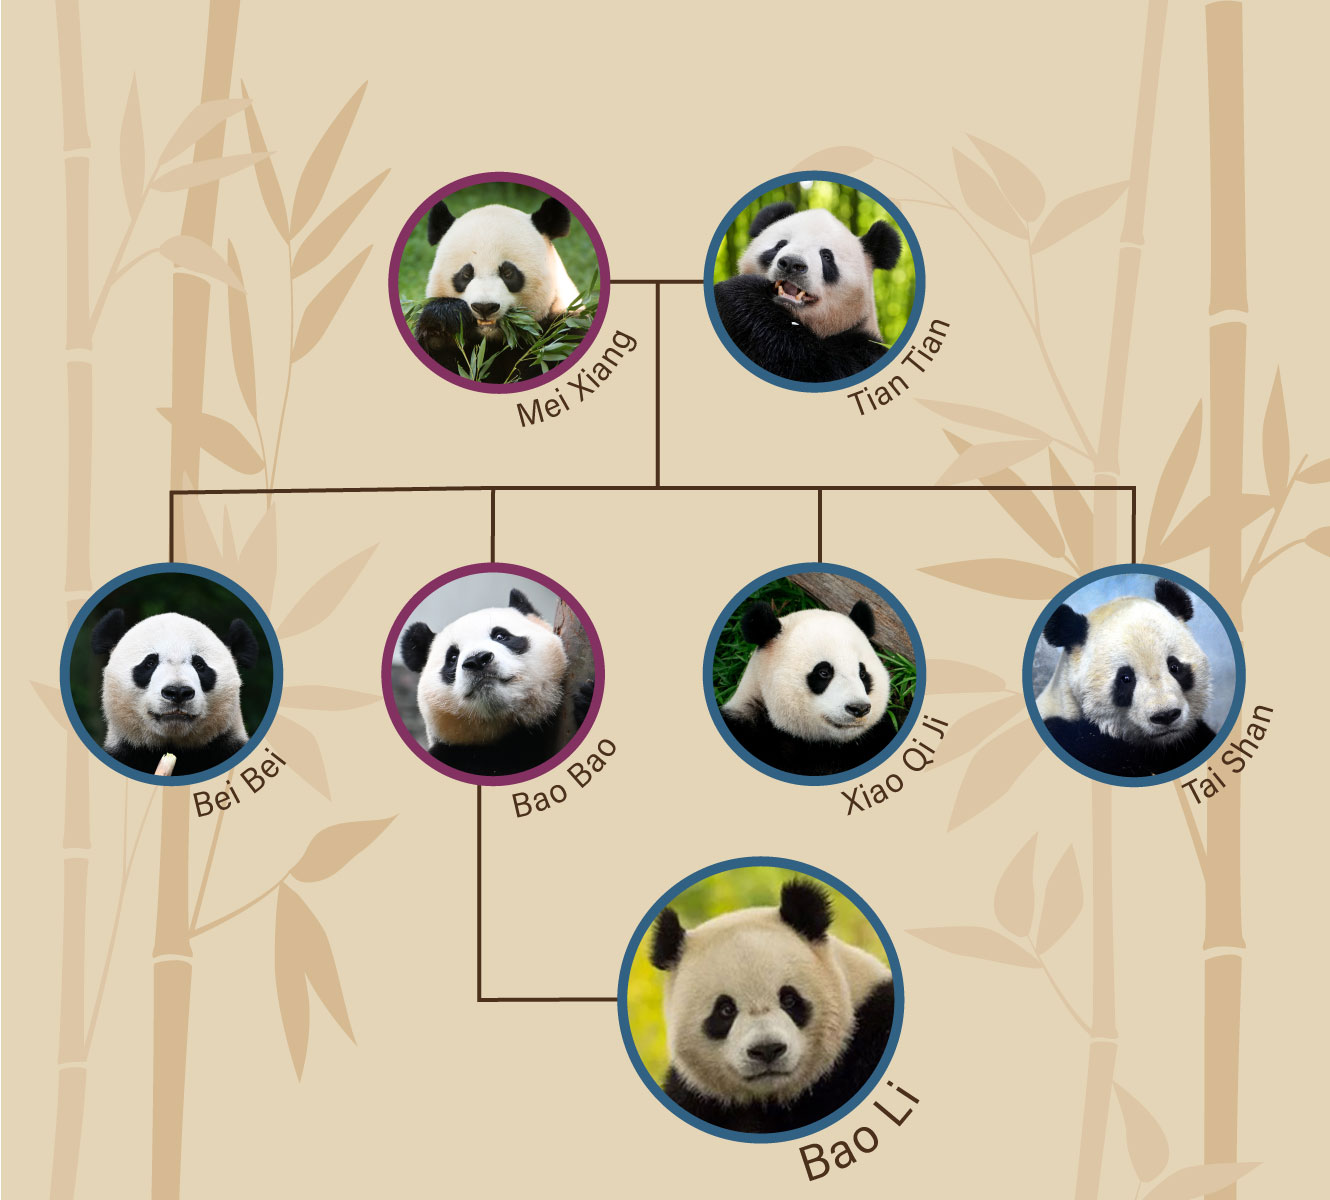 Mei Xiang
Tian Tian
Bei Bei
Bao Bao
Xiao Qi Ji
Tai Shan
Bao Li